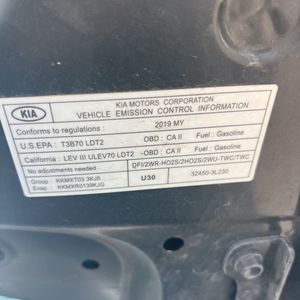 KIA
KIA MOTORS CORPORATION
VEHICLE EMISSION CONTROL INFORMATION
Conforms to regulations : 2019 MY
U.S.EPA : T3B70 LDT2 OBD : CA II Fuel : Gasoline
California : LEV III ULEV70 LDT2 OBD : CA II Fuel : Gasoline
No adjustments needed DFI/2WR-HO2S/2HO2S/2WU-TWC/TWC
Group : KKMXT03.3KJ5 U30 32450-3L230
Evap. : KKMXR0139KJG